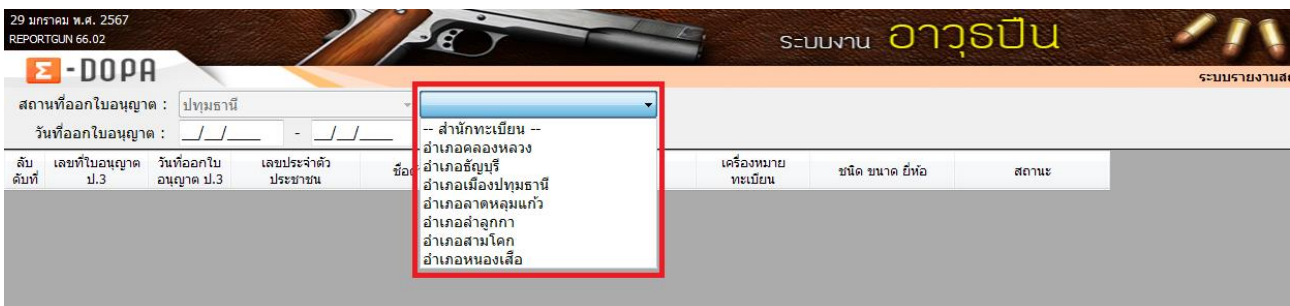 29 มกราคม พ.ศ. 2567
REPORTGUN 66.02
ระบบงาน อาวุธปืน
Σ-DOPA
ระบบรายงานส
สถานที่ออกใบอนุญาต : ปทุมธานี
วันที่ออกใบอนุญาต : __/__/____ - __/__/____
-- สำนักทะเบียน --
อำเภอคลองหลวง
อำเภอธัญบุรี
อำเภอเมืองปทุมธานี
อำเภอลาดหลุมแก้ว
อำเภอลำลูกกา
อำเภอสามโคก
อำเภอหนองเสือ
ลับ เลขที่ใบอนุญาต วันที่ออกใบ เลขประจำตัว ชื่อ เครื่องหมาย ชนิด ขนาด ยี่ห้อ สถานะ
ดับที่ ป.3 อนุญาต ป.3 ประชาชน ทะเบียน